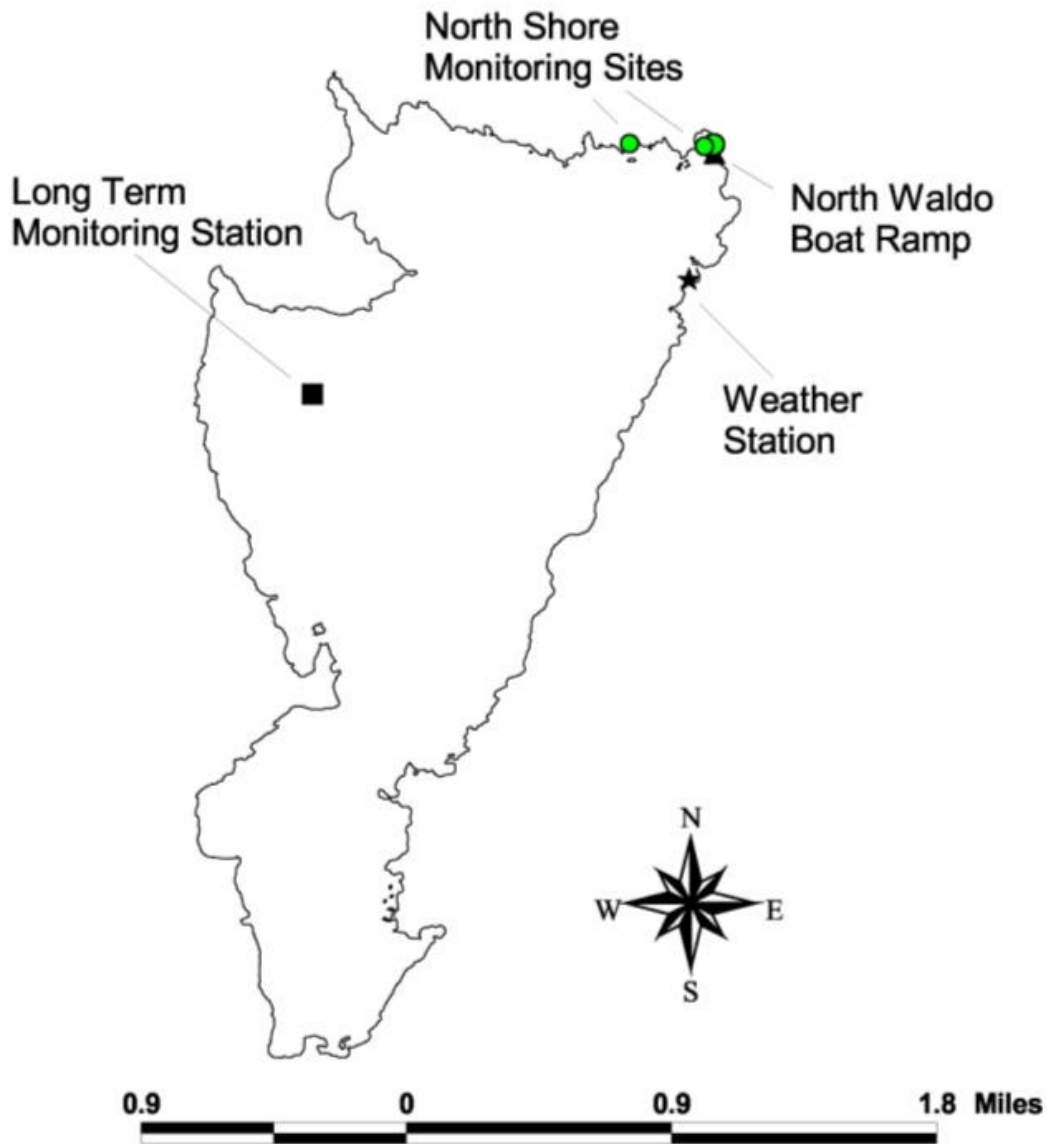 North Shore
Monitoring Sites
Long Term
Monitoring Station
North Waldo
Boat Ramp
Weather
Station
N
W E
S
0.9 0 0.9 1.8 Miles